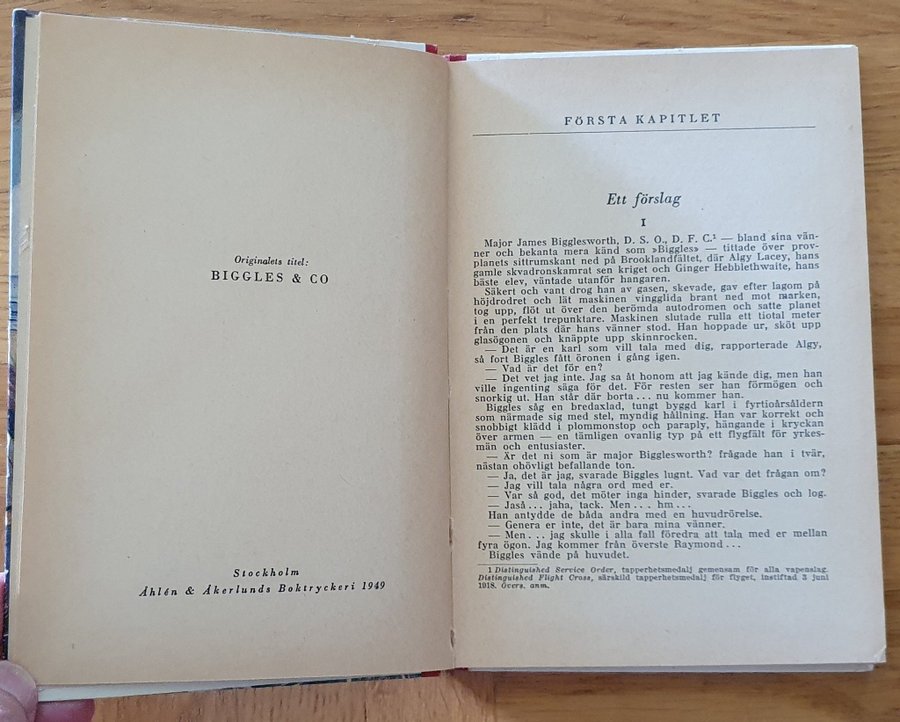 Originalets titel:
BIGGLES & CO
Stockholm
Åhlén & Åkerlunds Boktryckeri 1949
FÖRSTA KAPITLET
Ett förslag
I
Major James Bigglesworth, D. S. O., D. F. C.¹ — bland sina vän-
ner och bekanta mera känd som »Biggles» — tittade över prov-
planets sittrumskant ned på Brooklandfältet, där Algy Lacey, hans
gamle skvadronskamrat sen kriget och Ginger Hebblethwaite, hans
bäste elev, väntade utanför hangaren.
Säkert och vant drog han av gasen, skevade, gav efter lagom på
höjdrodret och lät maskinen vingglida brant ned mot marken,
tog upp, flöt ut över den berömda autodromen och satte planet
i en perfekt trepunktare. Maskinen slutade rulla ett tiotal meter
från den plats där hans vänner stod. Han hoppade ur, sköt upp
glasögonen och knäppte upp skinnrocken.
— Det är en karl som vill tala med dig, rapporterade Algy,
så fort Biggles fått öronen i gång igen.
— Vad är det för en?
— Det vet jag inte. Jag sa åt honom att jag kände dig, men han
ville ingenting säga för det. För resten ser han förmögen och
snorkig ut. Han står där borta... nu kommer han.
Biggles såg en bredaxlad, tungt byggd karl i fyrtioårsåldern
som närmade sig med stel, myndig hållning. Han var korrekt och
snobbigt klädd i plommonstop och paraply, hängande i kryckan
över armen — en tämligen ovanlig typ på ett flygfält för yrkes-
män och entusiaster.
— Är det ni som är major Bigglesworth? frågade han i tvär,
nästan ohövligt befallande ton.
— Ja, det är jag, svarade Biggles lugnt. Vad var det frågan om?
— Jag vill tala några ord med er.
— Var så god, det möter inga hinder, svarade Biggles och log.
— Jaså... jaha, tack. Men... hm...
Han antydde de båda andra med en huvudrörelse.
— Genera er inte, det är bara mina vänner.
— Men... jag skulle i alla fall föredra att tala med er mellan
fyra ögon. Jag kommer från överste Raymond...
Biggles vände på huvudet.
1 Distinguished Service Order, tapperhetsmedalj gemensam för alla vapenslag.
Distinguished Flight Cross, särskild tapperhetsmedalj för flyget, instiftad 3 juni
1918. Övers. anm.